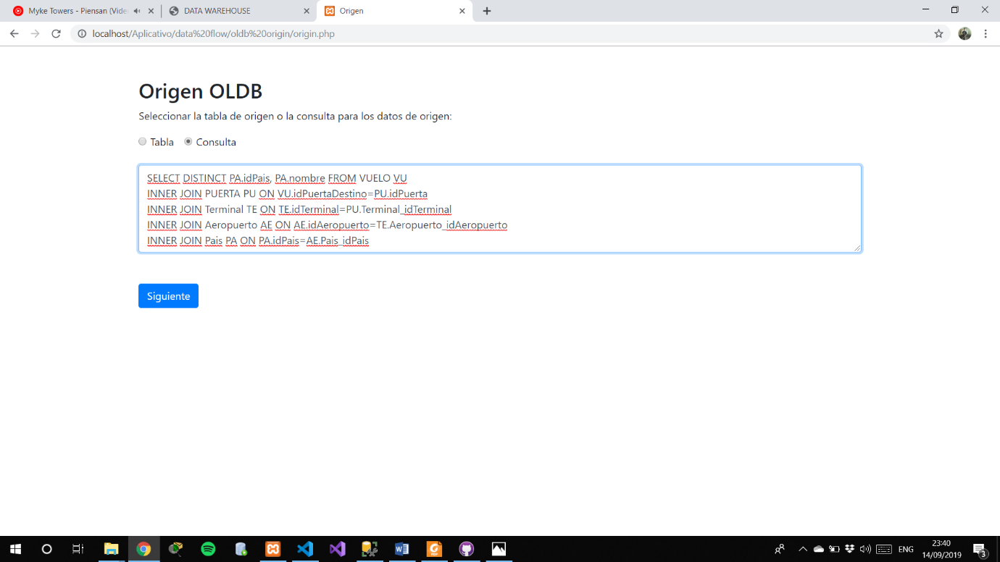 Myke Towers - Piensan (Vide
DATA WAREHOUSE
Origen
localhost/Aplicativo/data%20flow/oldb%20origin/origin.php
Origen OLDB
Seleccionar la tabla de origen o la consulta para los datos de origen:
Tabla Consulta
SELECT DISTINCT PA.idPais, PA.nombre FROM VUELO VU
INNER JOIN PUERTA PU ON VU.idPuertaDestino=PU.idPuerta
INNER JOIN Terminal TE ON TE.idTerminal=PU.Terminal_idTerminal
INNER JOIN Aeropuerto AE ON AE.idAeropuerto=TE.Aeropuerto_idAeropuerto
INNER JOIN Pais PA ON PA.idPais=AE.Pais_idPais
Siguiente
ENG
23:40
14/09/2019
3